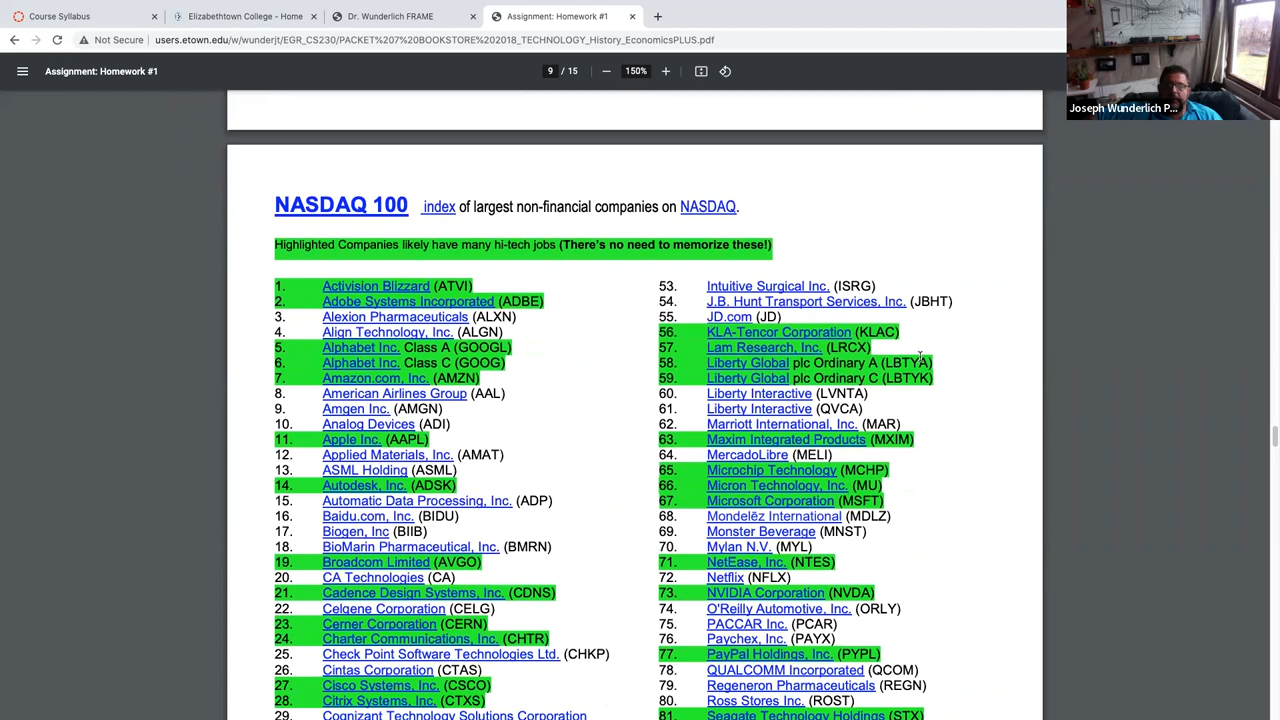 Course Syllabus
Elizabethtown College - Home
Dr. Wunderlich FRAME
Assignment: Homework #1
Not Secure
users.etown.edu/w/wunderjt/EGR_CS230/PACKET%207%20BOOKSTORE%202018_TECHNOLOGY_History_EconomicsPLUS.pdf
Assignment: Homework #1
9 / 15
150%
Joseph Wunderlich P...
NASDAQ 100 index of largest non-financial companies on NASDAQ.
Highlighted Companies likely have many hi-tech jobs (There's no need to memorize these!)
1. Activision Blizzard (ATVI)
2. Adobe Systems Incorporated (ADBE)
3. Alexion Pharmaceuticals (ALXN)
4. Align Technology, Inc. (ALGN)
5. Alphabet Inc. Class A (GOOGL)
6. Alphabet Inc. Class C (GOOG)
7. Amazon.com, Inc. (AMZN)
8. American Airlines Group (AAL)
9. Amgen Inc. (AMGN)
10. Analog Devices (ADI)
11. Apple Inc. (AAPL)
12. Applied Materials, Inc. (AMAT)
13. ASML Holding (ASML)
14. Autodesk, Inc. (ADSK)
15. Automatic Data Processing, Inc. (ADP)
16. Baidu.com, Inc. (BIDU)
17. Biogen, Inc (BIIB)
18. BioMarin Pharmaceutical, Inc. (BMRN)
19. Broadcom Limited (AVGO)
20. CA Technologies (CA)
21. Cadence Design Systems, Inc. (CDNS)
22. Celgene Corporation (CELG)
23. Cerner Corporation (CERN)
24. Charter Communications, Inc. (CHTR)
25. Check Point Software Technologies Ltd. (CHKP)
26. Cintas Corporation (CTAS)
27. Cisco Systems, Inc. (CSCO)
28. Citrix Systems, Inc. (CTXS)
29. Cognizant Technology Solutions Corporation
53. Intuitive Surgical Inc. (ISRG)
54. J.B. Hunt Transport Services, Inc. (JBHT)
55. JD.com (JD)
56. KLA-Tencor Corporation (KLAC)
57. Lam Research, Inc. (LRCX)
58. Liberty Global plc Ordinary A (LBTYA)
59. Liberty Global plc Ordinary C (LBTYK)
60. Liberty Interactive (LVNTA)
61. Liberty Interactive (QVCA)
62. Marriott International, Inc. (MAR)
63. Maxim Integrated Products (MXIM)
64. MercadoLibre (MELI)
65. Microchip Technology (MCHP)
66. Micron Technology, Inc. (MU)
67. Microsoft Corporation (MSFT)
68. Mondelēz International (MDLZ)
69. Monster Beverage (MNST)
70. Mylan N.V. (MYL)
71. NetEase, Inc. (NTES)
72. Netflix (NFLX)
73. NVIDIA Corporation (NVDA)
74. O'Reilly Automotive, Inc. (ORLY)
75. PACCAR Inc. (PCAR)
76. Paychex, Inc. (PAYX)
77. PayPal Holdings, Inc. (PYPL)
78. QUALCOMM Incorporated (QCOM)
79. Regeneron Pharmaceuticals (REGN)
80. Ross Stores Inc. (ROST)
81. Seagate Technology Holdings (STX)